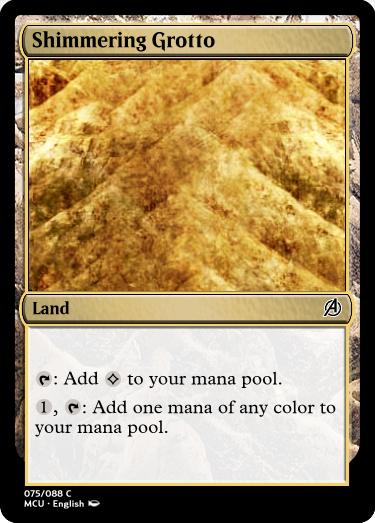 Shimmering Grotto
Land
: Add to your mana pool.
1, : Add one mana of any color to
your mana pool.
075/088 C
MCU · English